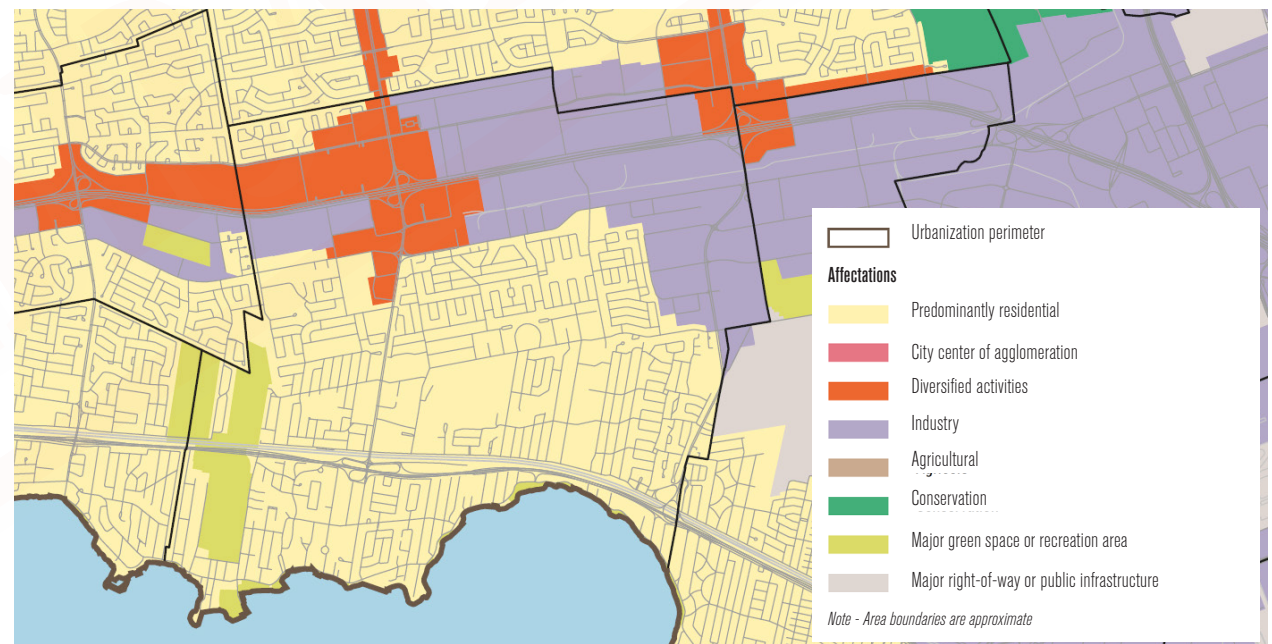 Urbanization perimeter
Affectations
Predominantly residential
City center of agglomeration
Diversified activities
Industry
Agricultural
Conservation
Major green space or recreation area
Major right-of-way or public infrastructure
Note - Area boundaries are approximate